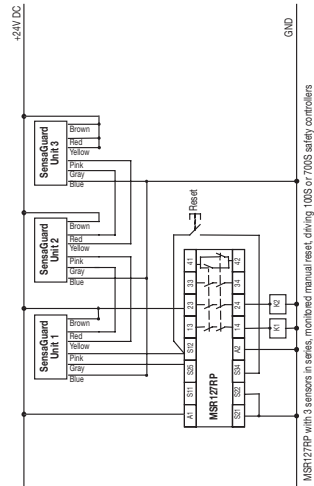 +24V DC
GND
SensaGuard
Unit 3
Brown
Red
Yellow
Pink
Gray
Blue
SensaGuard
Unit 2
Brown
Red
Yellow
Pink
Gray
Blue
SensaGuard
Unit 1
Brown
Red
Yellow
Pink
Gray
Blue
Reset
A1 S11 S25 S12 13 23 33 41
MSR127RP
S21 S22 S34 A2 14 24 34 42
K1 K2
MSR127RP with 3 sensors in series, monitored manual reset, driving 100S or 700S safety controllers